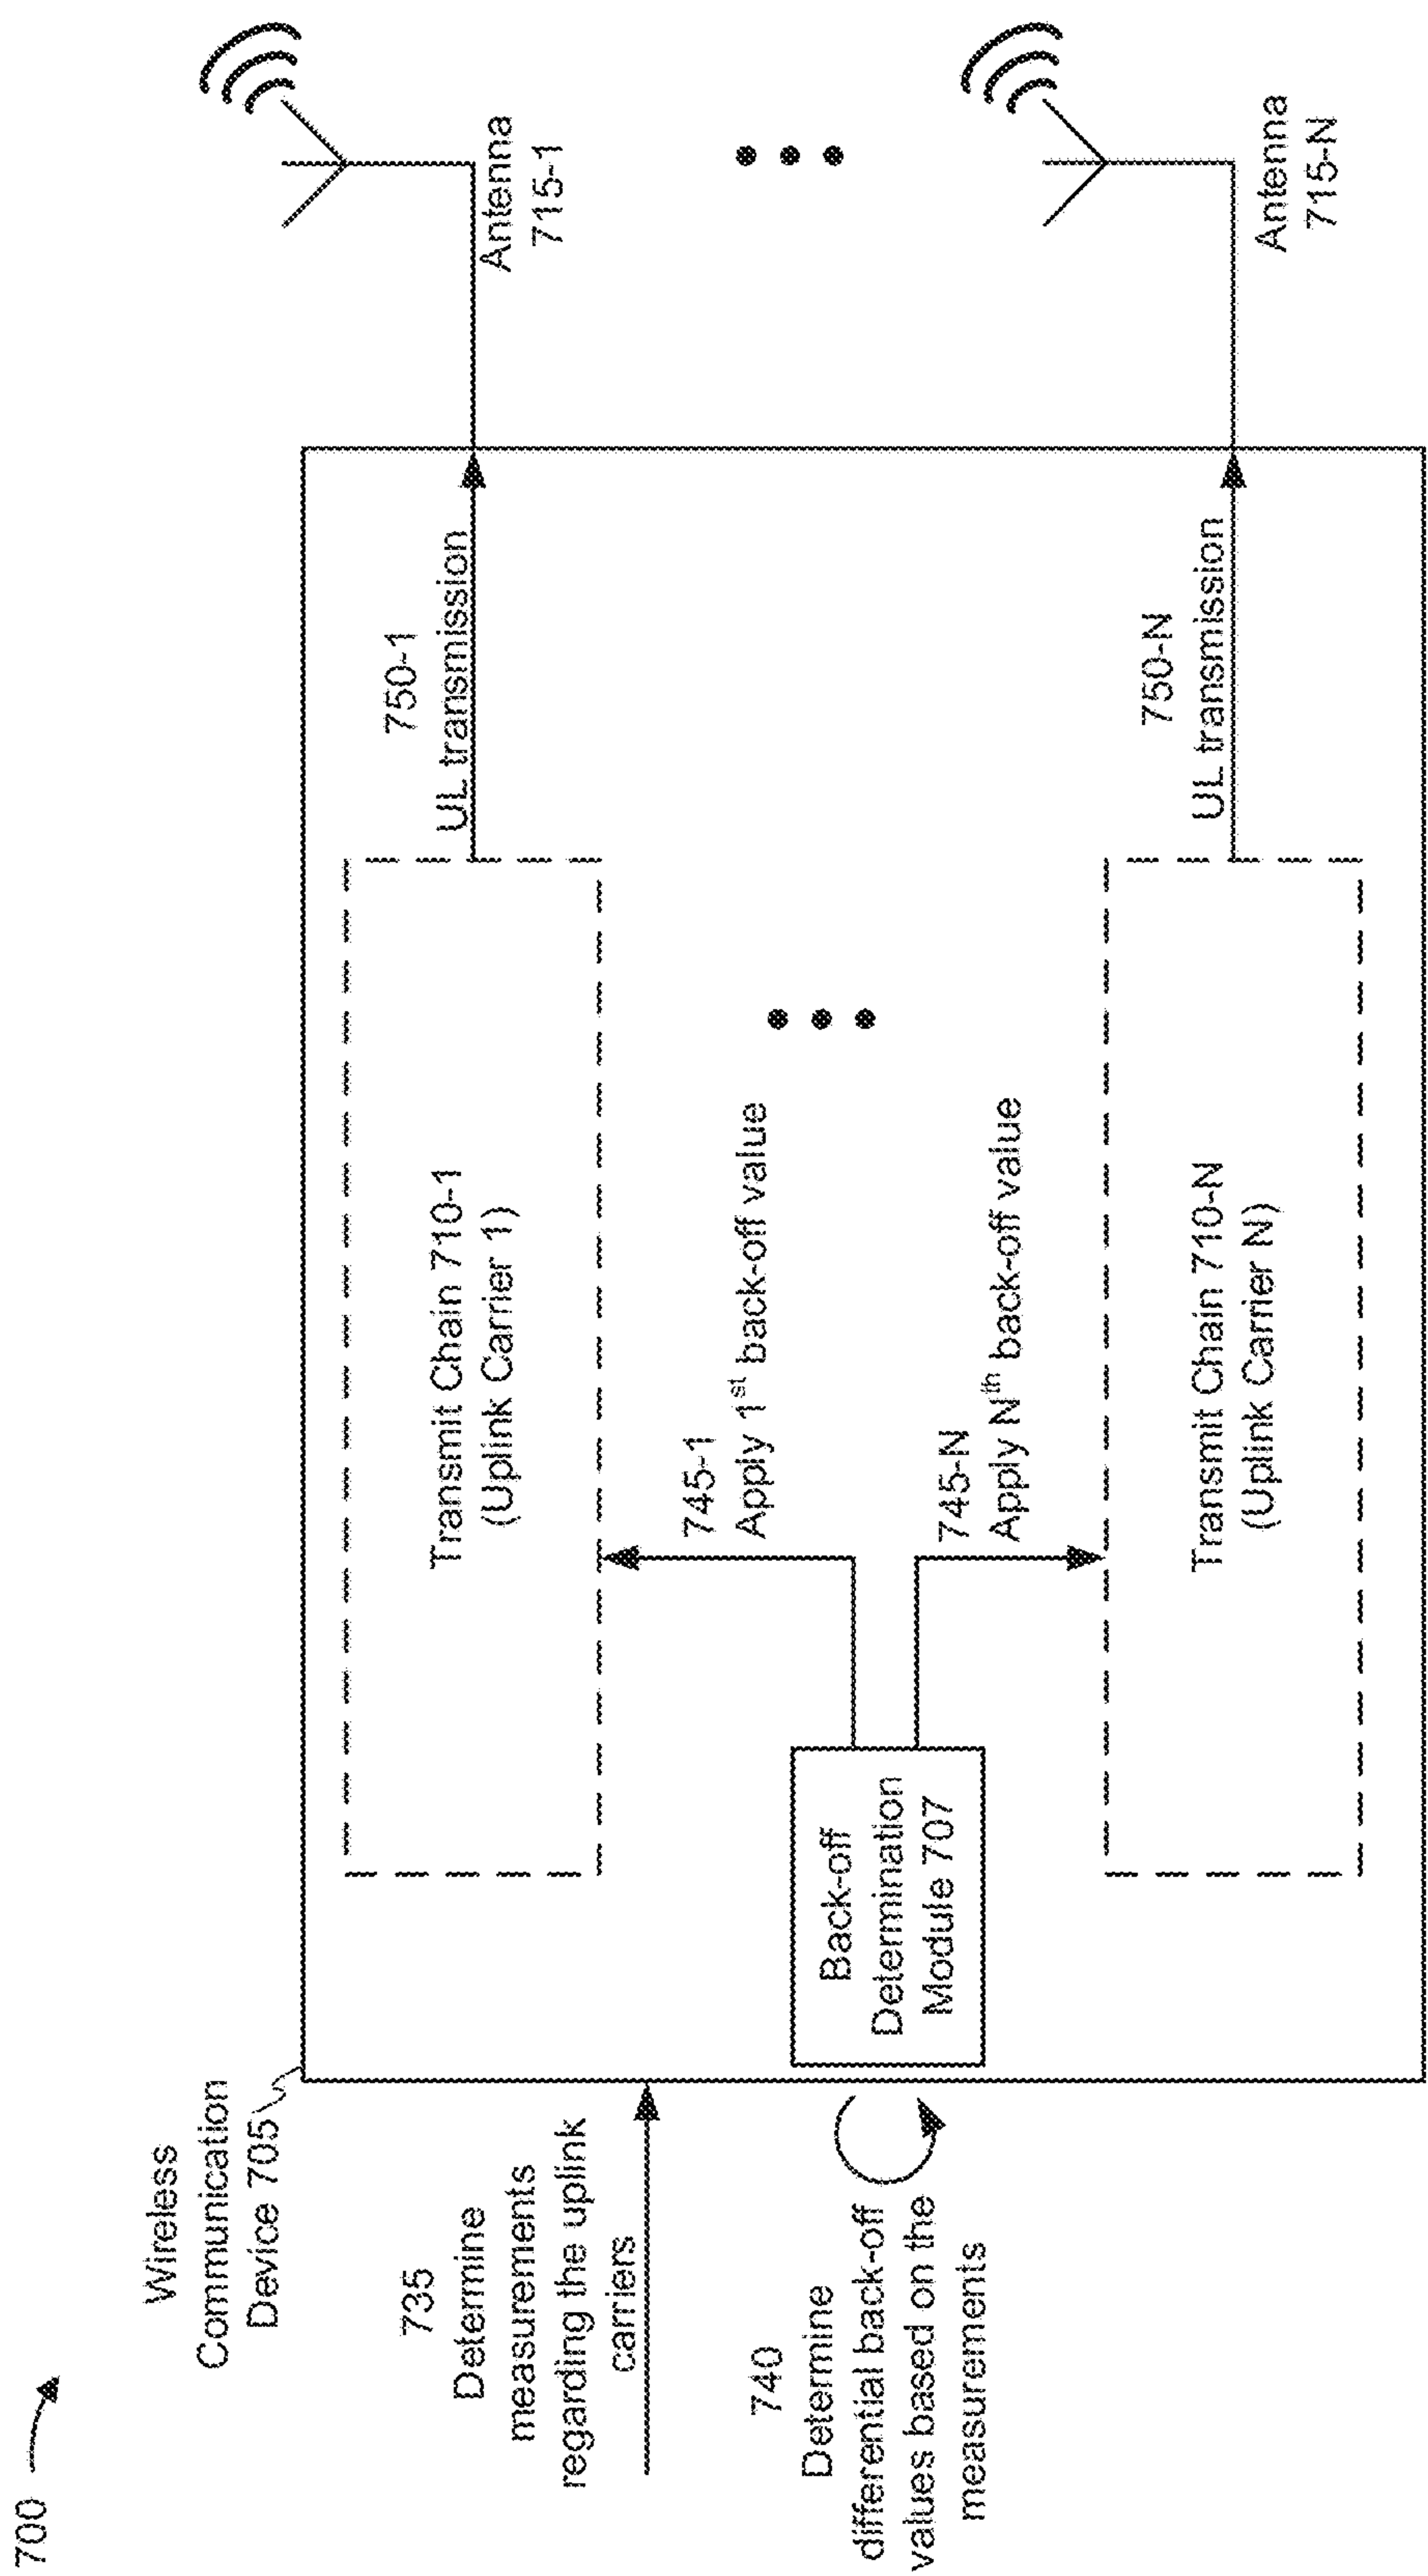 700
Wireless
Communication
Device 705
735
Determine
measurements
regarding the uplink
carriers
740
Determine
differential back-off
values based on the
measurements
Back-off
Determination
Module 707
Transmit Chain 710-1
(Uplink Carrier 1)
745-1
Apply 1st back-off value
745-N
Apply Nth back-off value
Transmit Chain 710-N
(Uplink Carrier N)
750-1
UL transmission
750-N
UL transmission
Antenna
715-1
Antenna
715-N